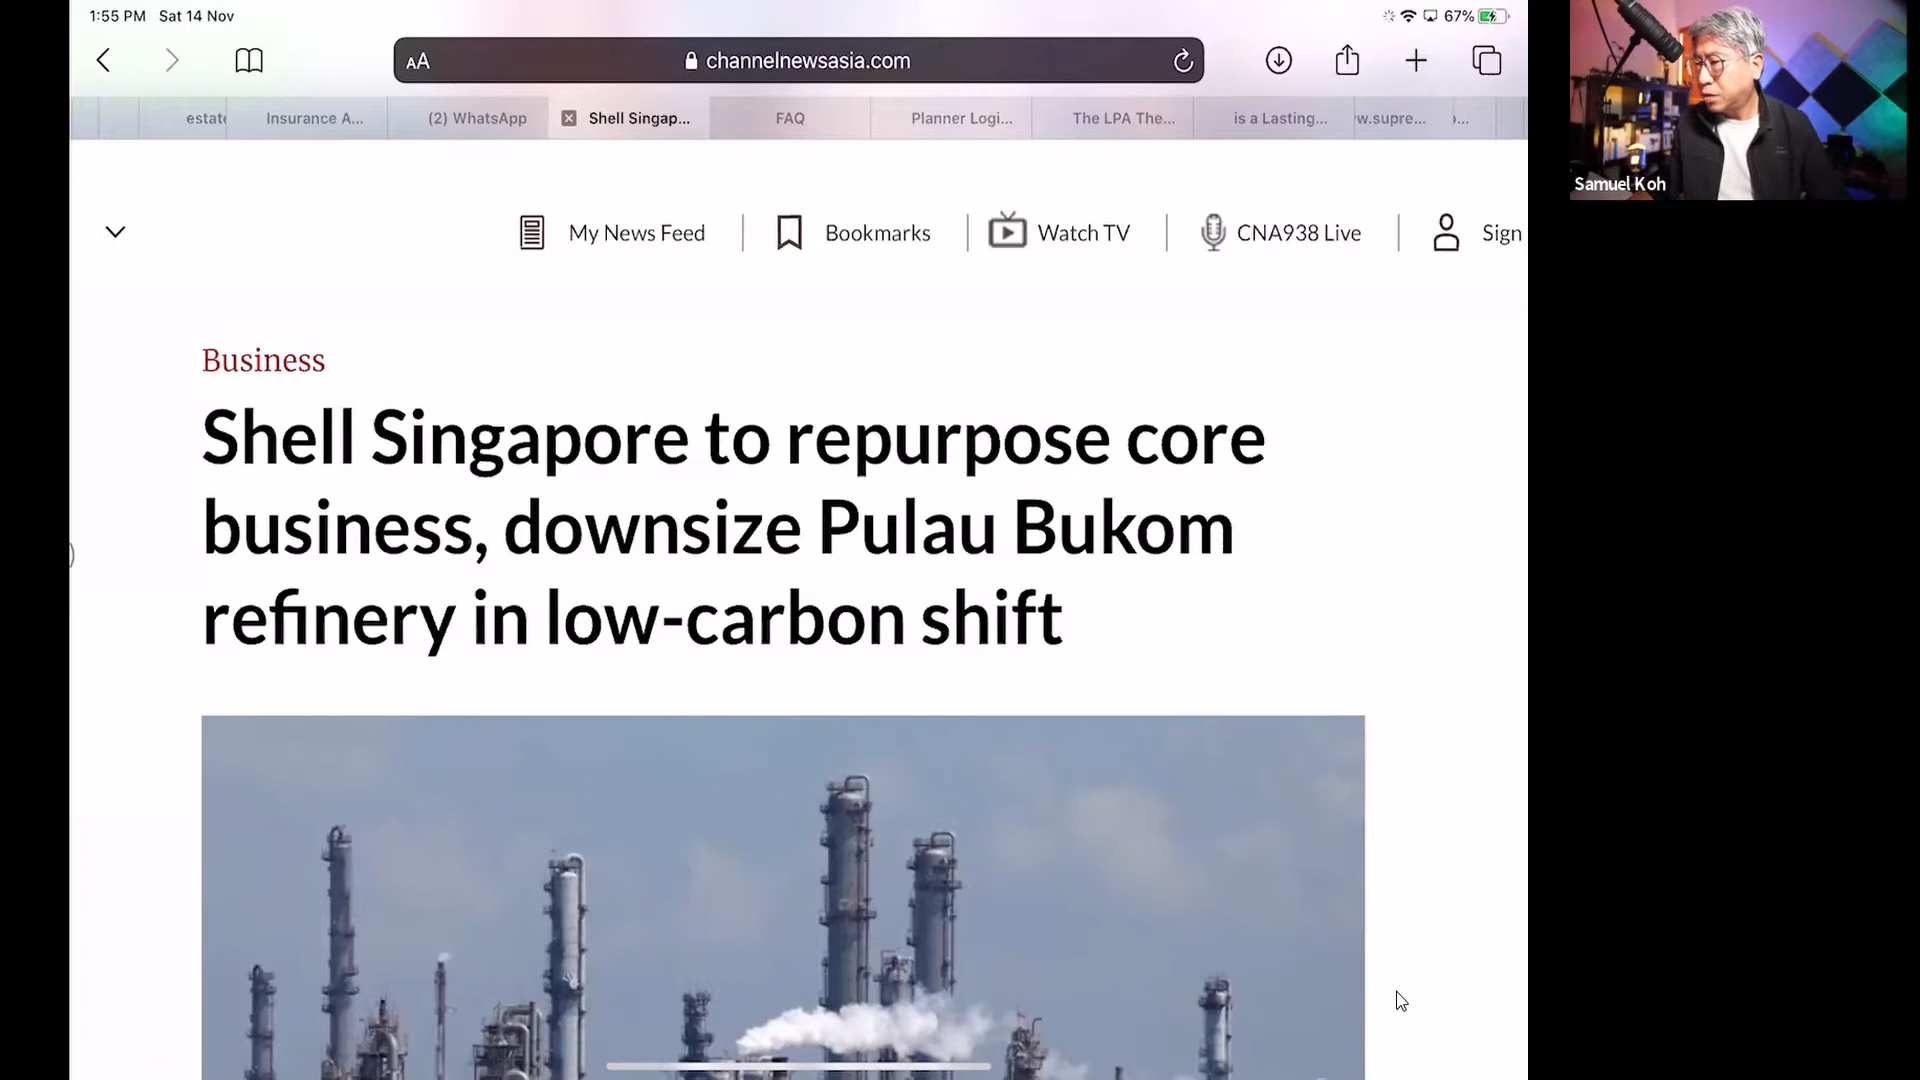 1:55 PM Sat 14 Nov
67%
AA
channelnewsasia.com
estate
Insurance A...
(2) WhatsApp
Shell Singap...
FAQ
Planner Logi...
The LPA The...
is a Lasting...
w.supre...
Samuel Koh
My News Feed
Bookmarks
Watch TV
CNA938 Live
Sign
Business
Shell Singapore to repurpose core
business, downsize Pulau Bukom
refinery in low-carbon shift